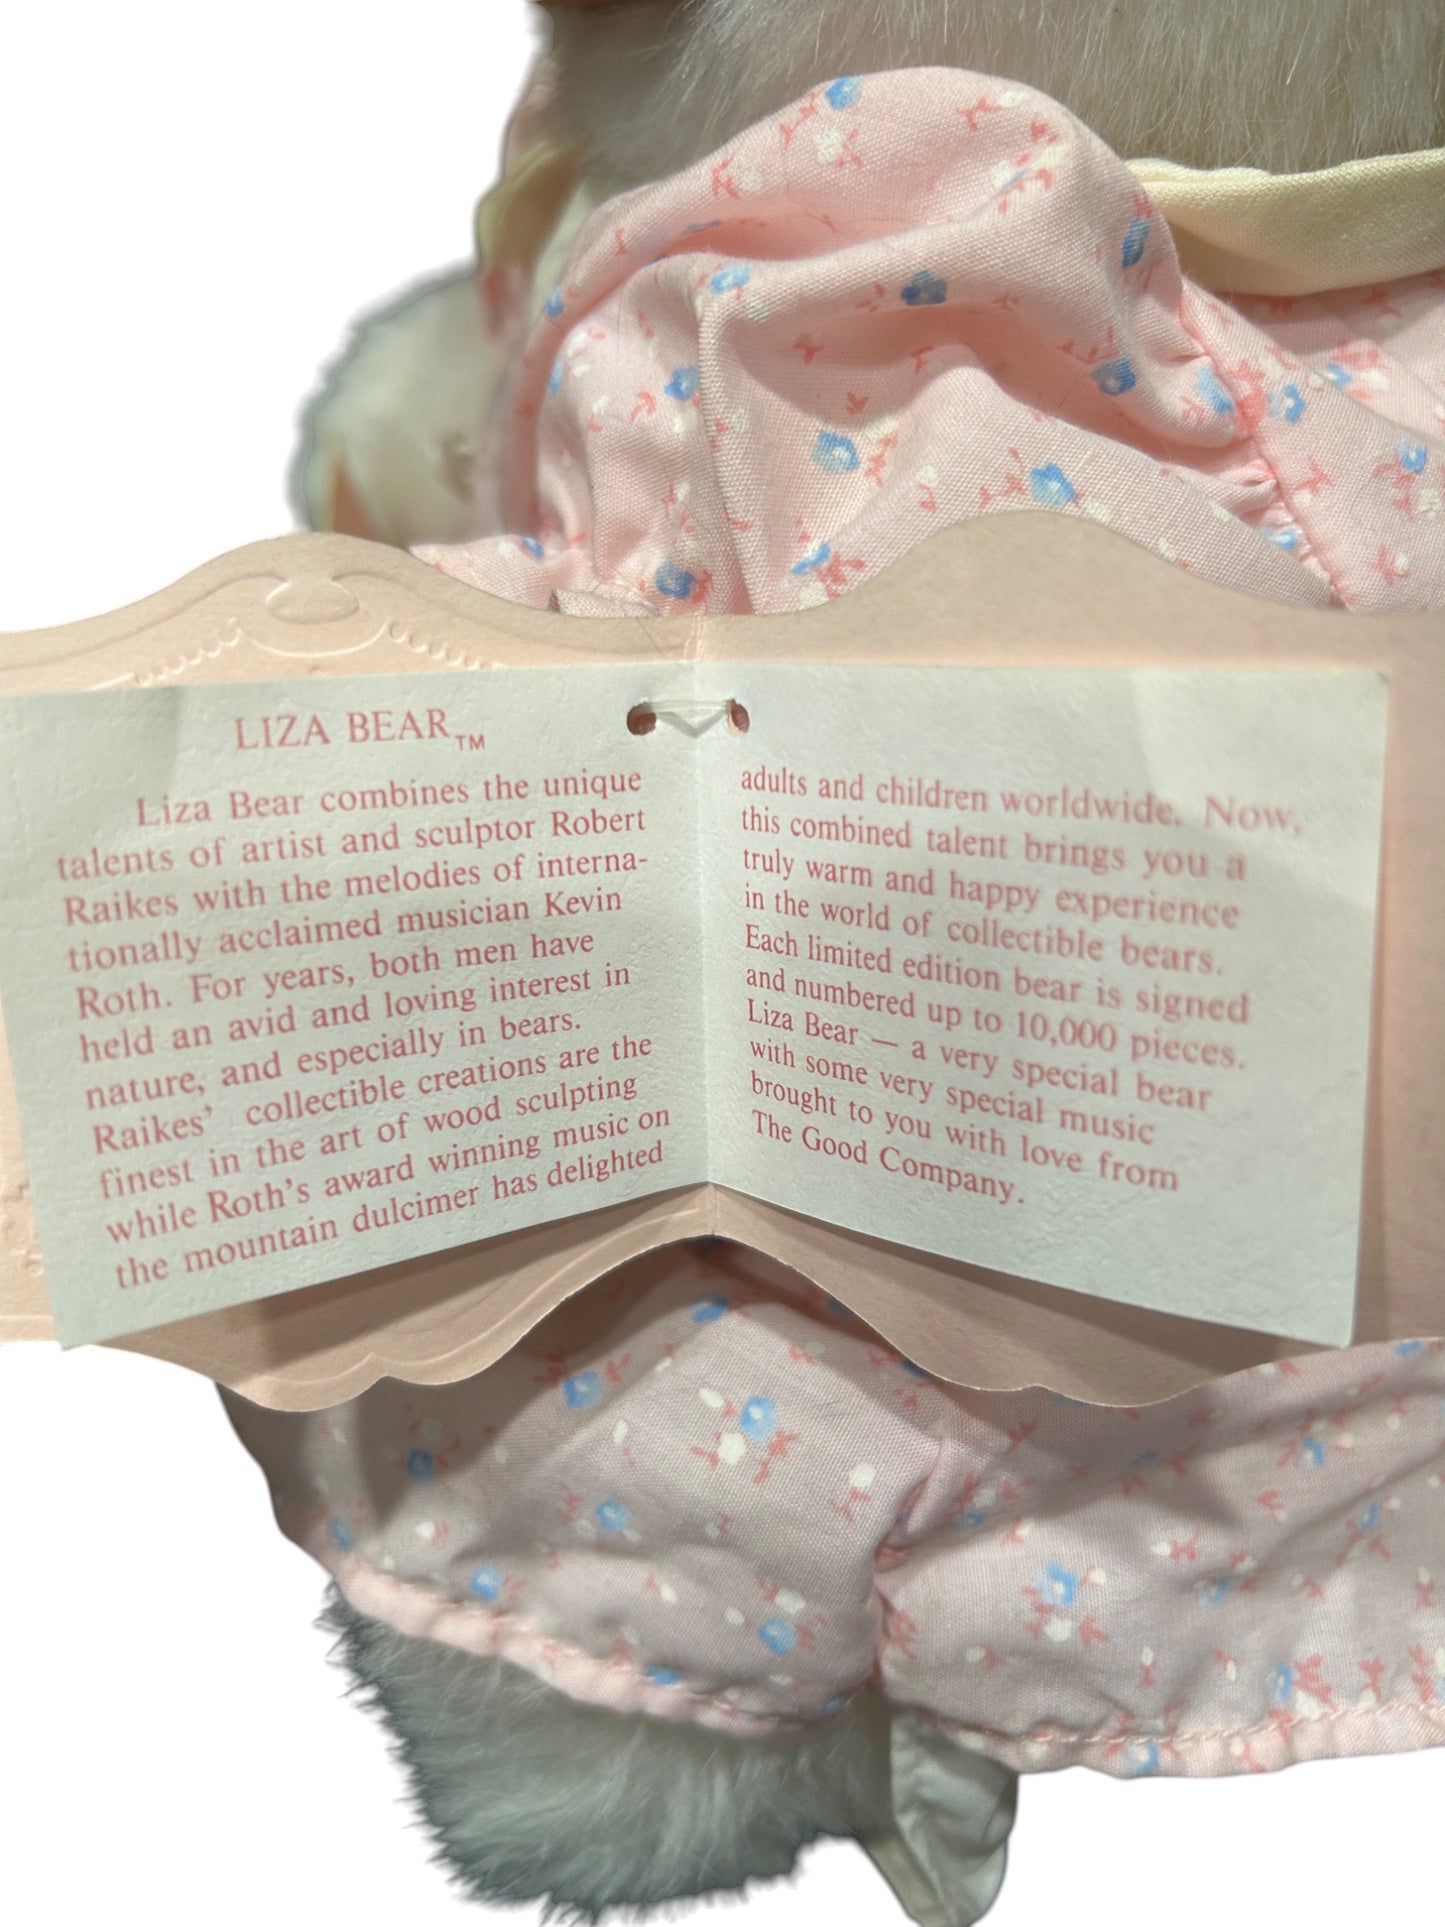 LIZA BEAR™
Liza Bear combines the unique
talents of artist and sculptor Robert
Raikes with the melodies of interna-
tionally acclaimed musician Kevin
Roth. For years, both men have
held an avid and loving interest in
nature, and especially in bears.
Raikes' collectible creations are the
finest in the art of wood sculpting
while Roth's award winning music on
the mountain dulcimer has delighted
adults and children worldwide. Now,
this combined talent brings you a
truly warm and happy experience
in the world of collectible bears.
Each limited edition bear is signed
and numbered up to 10,000 pieces.
Liza Bear — a very special bear
with some very special music
brought to you with love from
The Good Company.